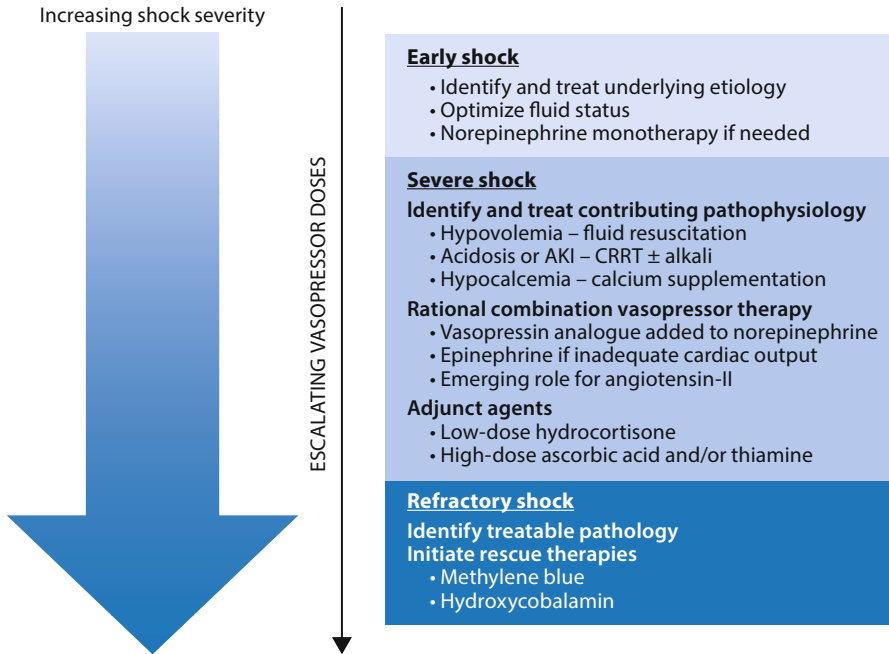 Increasing shock severity
ESCALATING VASOPRESSOR DOSES
Early shock
• Identify and treat underlying etiology
• Optimize fluid status
• Norepinephrine monotherapy if needed
Severe shock
Identify and treat contributing pathophysiology
• Hypovolemia – fluid resuscitation
• Acidosis or AKI – CRRT ± alkali
• Hypocalcemia – calcium supplementation
Rational combination vasopressor therapy
• Vasopressin analogue added to norepinephrine
• Epinephrine if inadequate cardiac output
• Emerging role for angiotensin-II
Adjunct agents
• Low-dose hydrocortisone
• High-dose ascorbic acid and/or thiamine
Refractory shock
Identify treatable pathology
Initiate rescue therapies
• Methylene blue
• Hydroxycobalamin